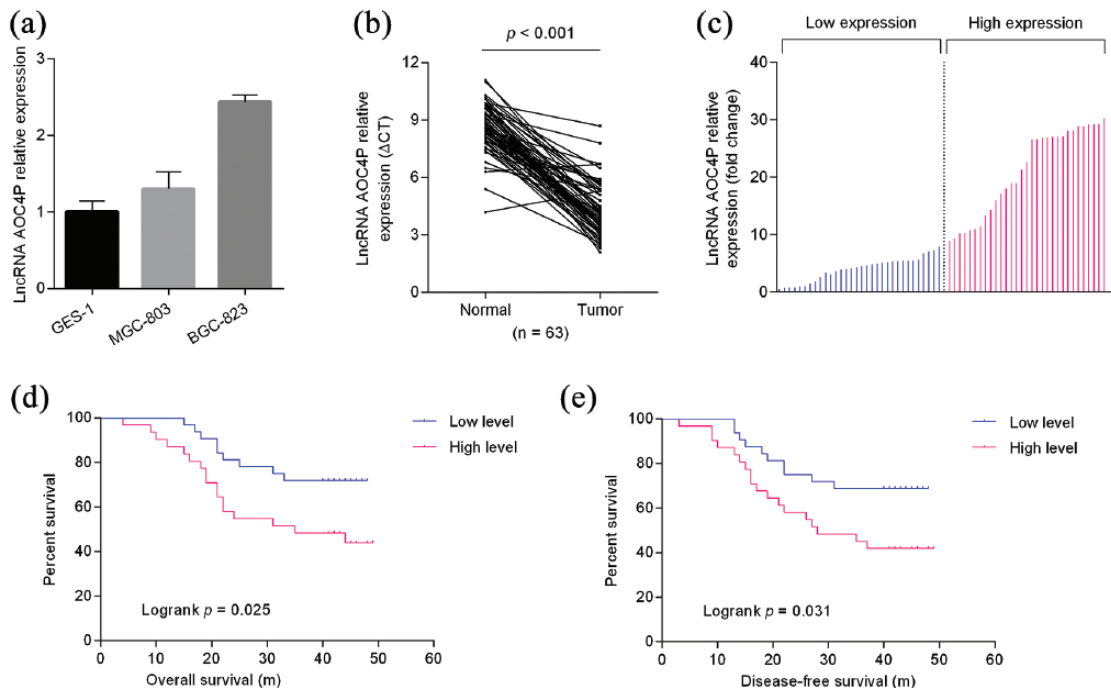 (a)
LncRNA AOC4P relative expression
3
2
1
0
GES-1
MGC-803
BGC-823
(b)
p < 0.001
LncRNA AOC4P relative
expression (ΔCT)
12
9
6
3
0
Normal
Tumor
(n = 63)
(c)
Low expression
High expression
LncRNA AOC4P relative
expression (fold change)
40
30
20
10
0
(d)
Percent survival
100
80
60
40
20
0
Low level
High level
Logrank p = 0.025
0
10
20
30
40
50
60
Overall survival (m)
(e)
Percent survival
100
80
60
40
20
0
Low level
High level
Logrank p = 0.031
0
10
20
30
40
50
60
Disease-free survival (m)